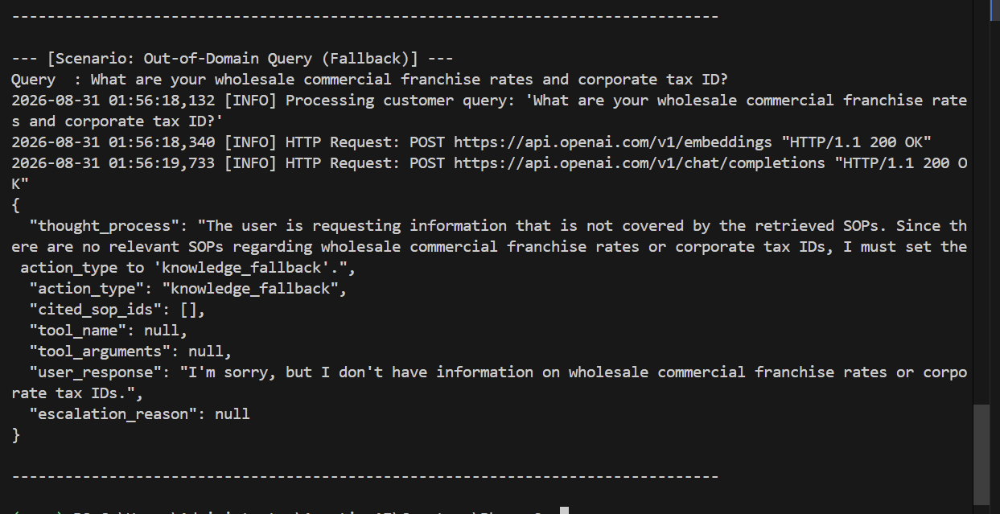 --------------------------------------------------------------------------------
--- [Scenario: Out-of-Domain Query (Fallback)] ---
Query  : What are your wholesale commercial franchise rates and corporate tax ID?
2026-08-31 01:56:18,132 [INFO] Processing customer query: 'What are your wholesale commercial franchise rate
s and corporate tax ID?'
2026-08-31 01:56:18,340 [INFO] HTTP Request: POST https://api.openai.com/v1/embeddings "HTTP/1.1 200 OK"
2026-08-31 01:56:19,733 [INFO] HTTP Request: POST https://api.openai.com/v1/chat/completions "HTTP/1.1 200 O
K"
{
  "thought_process": "The user is requesting information that is not covered by the retrieved SOPs. Since th
ere are no relevant SOPs regarding wholesale commercial franchise rates or corporate tax IDs, I must set the
 action_type to 'knowledge_fallback'.",
  "action_type": "knowledge_fallback",
  "cited_sop_ids": [],
  "tool_name": null,
  "tool_arguments": null,
  "user_response": "I'm sorry, but I don't have information on wholesale commercial franchise rates or corpo
rate tax IDs.",
  "escalation_reason": null
}
--------------------------------------------------------------------------------